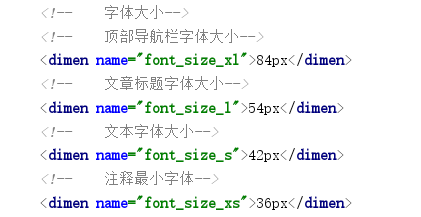 <!--    字体大小-->
<!--    顶部导航栏字体大小-->
<dimen name="font_size_xl">84px</dimen>
<!--    文章标题字体大小-->
<dimen name="font_size_l">54px</dimen>
<!--    文本字体大小-->
<dimen name="font_size_s">42px</dimen>
<!--    注释最小字体-->
<dimen name="font_size_xs">36px</dimen>